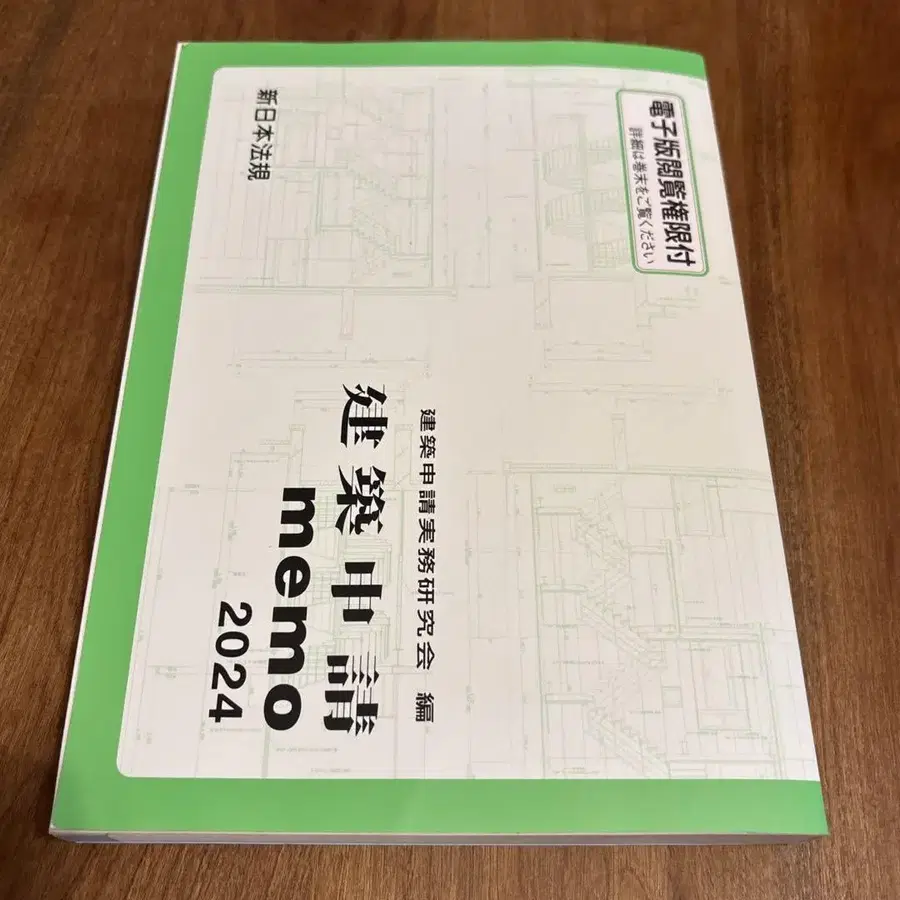 電子版閲覧権限付
詳細は巻末をご覧ください
建築申請実務研究会 編
建築申請
memo
2024
新日本法規